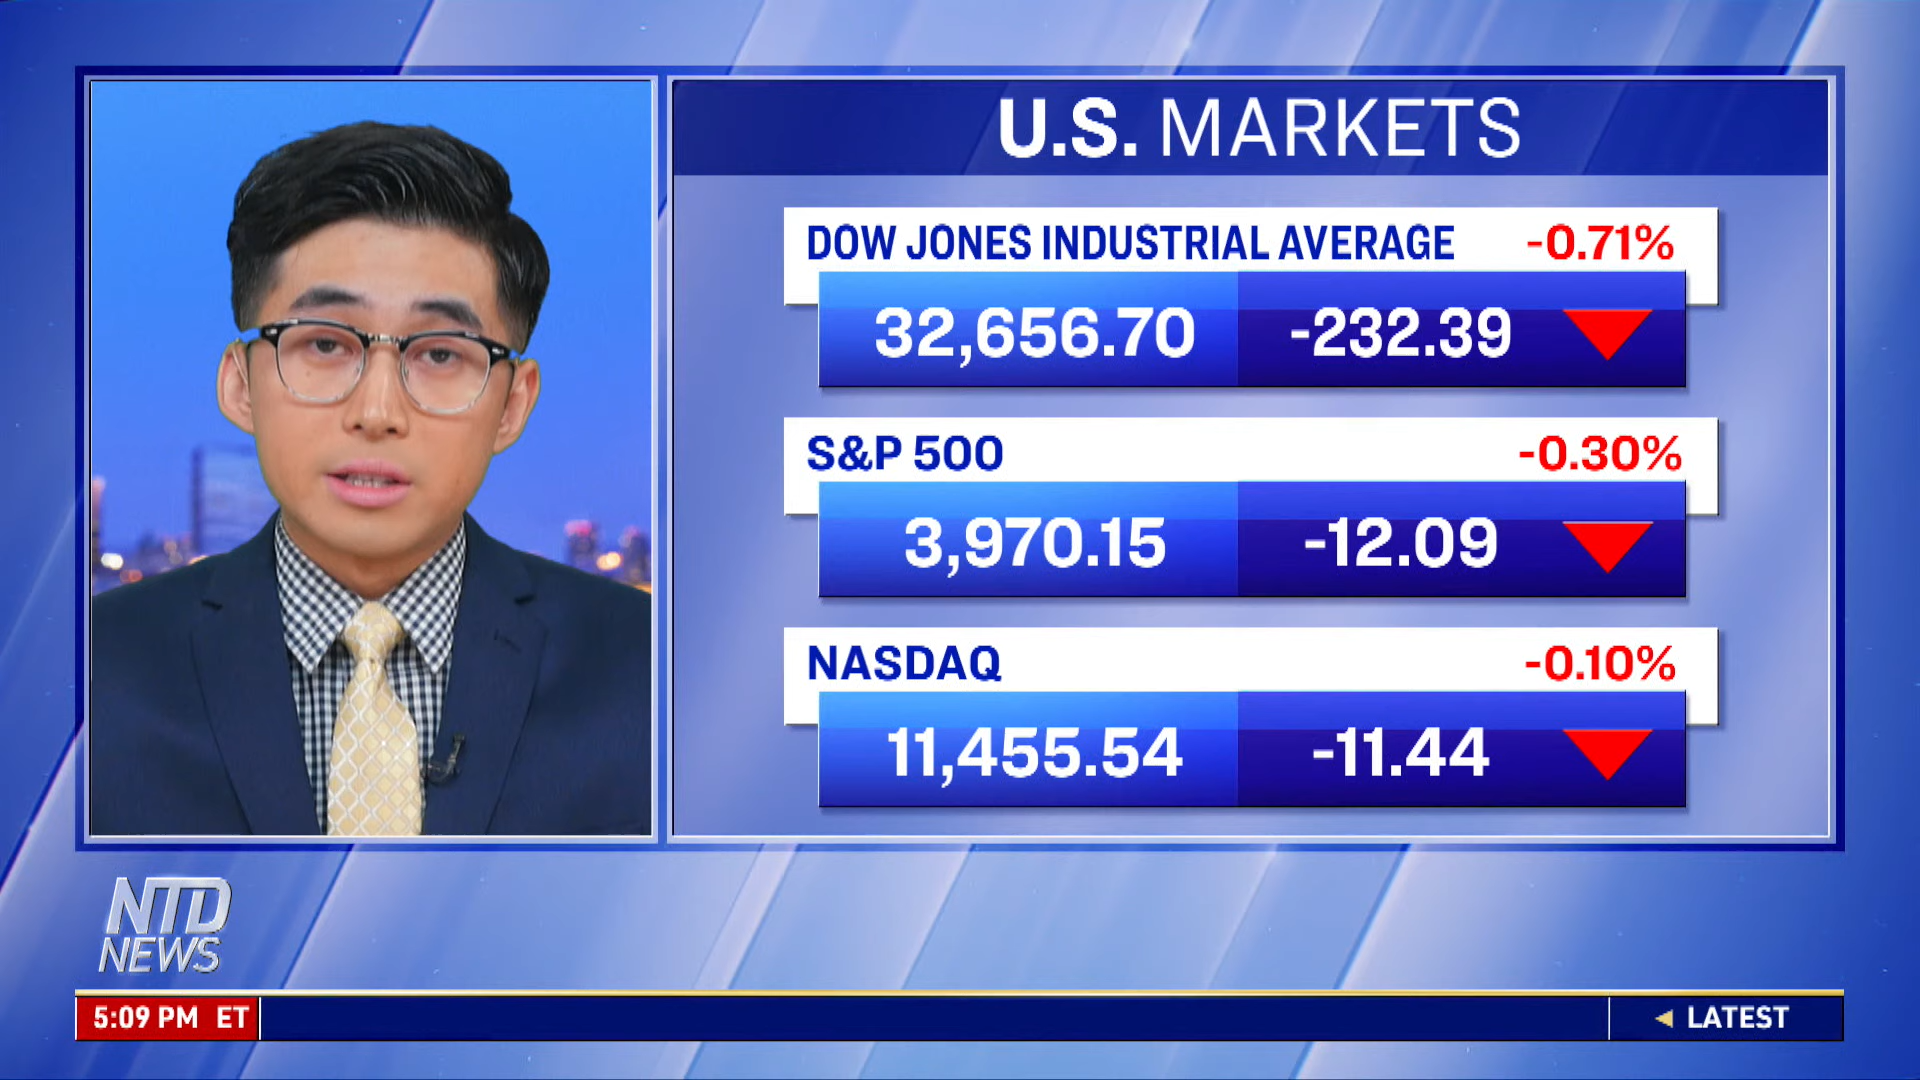 U.S. MARKETS
DOW JONES INDUSTRIAL AVERAGE -0.71%
32,656.70 -232.39
S&P 500 -0.30%
3,970.15 -12.09
NASDAQ -0.10%
11,455.54 -11.44
NTD
NEWS
5:09 PM ET
LATEST